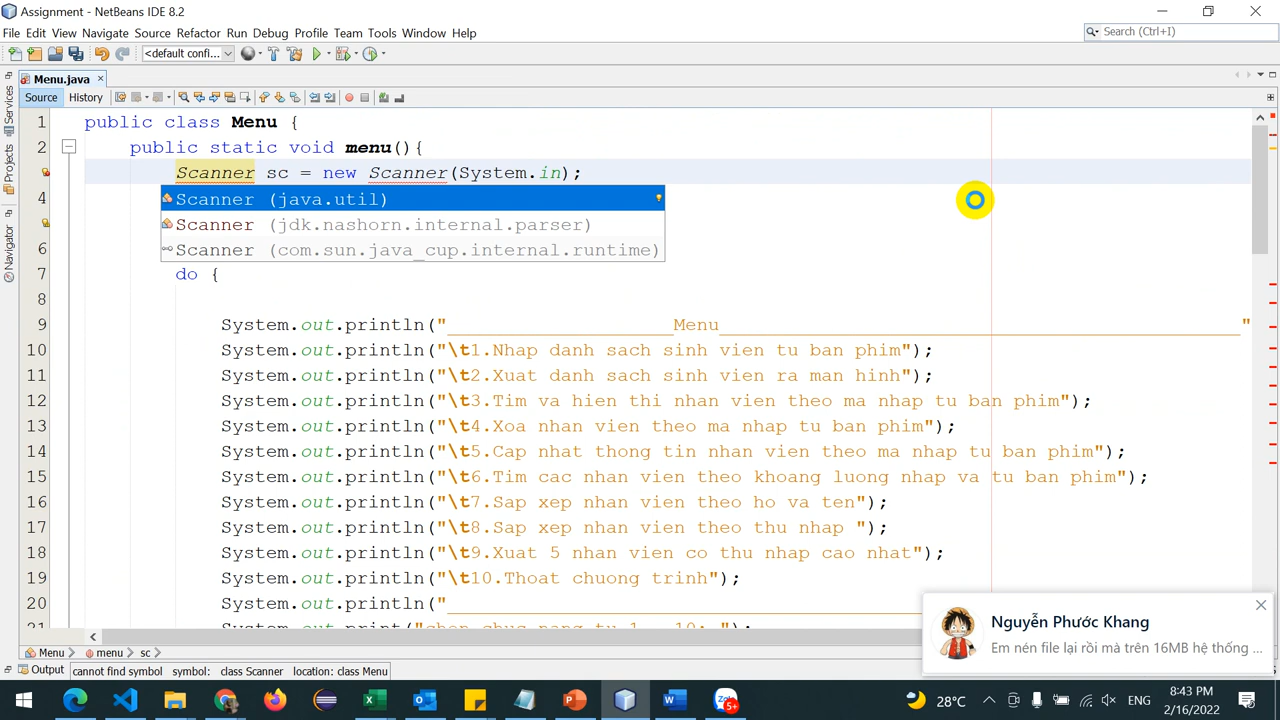 Assignment - NetBeans IDE 8.2
File Edit View Navigate Source Refactor Run Debug Profile Team Tools Window Help
Search (Ctrl+I)
<default confi...
Menu.java
Source History
Services
Projects
Navigator
1 public class Menu {
2 public static void menu(){
Scanner sc = new Scanner(System.in);
4 Scanner (java.util)
Scanner (jdk.nashorn.internal.parser)
6 Scanner (com.sun.java_cup.internal.runtime)
7 do {
8
9 System.out.println("____________________Menu______________________________________________"
10 System.out.println("\t1.Nhap danh sach sinh vien tu ban phim");
11 System.out.println("\t2.Xuat danh sach sinh vien ra man hinh");
12 System.out.println("\t3.Tim va hien thi nhan vien theo ma nhap tu ban phim");
13 System.out.println("\t4.Xoa nhan vien theo ma nhap tu ban phim");
14 System.out.println("\t5.Cap nhat thong tin nhan vien theo ma nhap tu ban phim");
15 System.out.println("\t6.Tim cac nhan vien theo khoang luong nhap va tu ban phim");
16 System.out.println("\t7.Sap xep nhan vien theo ho va ten");
17 System.out.println("\t8.Sap xep nhan vien theo thu nhap ");
18 System.out.println("\t9.Xuat 5 nhan vien co thu nhap cao nhat");
19 System.out.println("\t10.Thoat chuong trinh");
20 System.out.println("__________________________________________
Nguyễn Phước Khang
Em nén file lại rồi mà trên 16MB hệ thống ...
Menu menu sc
Output cannot find symbol symbol: class Scanner location: class Menu
5+
28°C
ENG
8:43 PM
2/16/2022